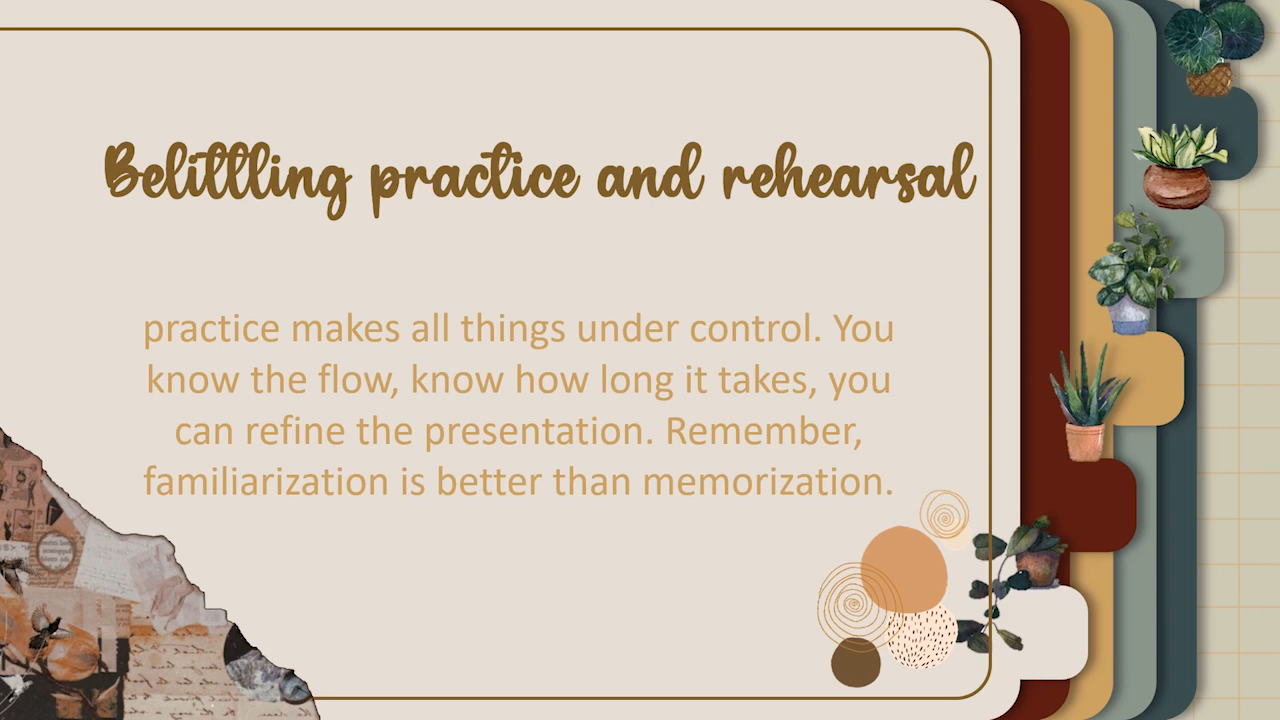 Belittling practice and rehearsal
practice makes all things under control. You
know the flow, know how long it takes, you
can refine the presentation. Remember,
familiarization is better than memorization.